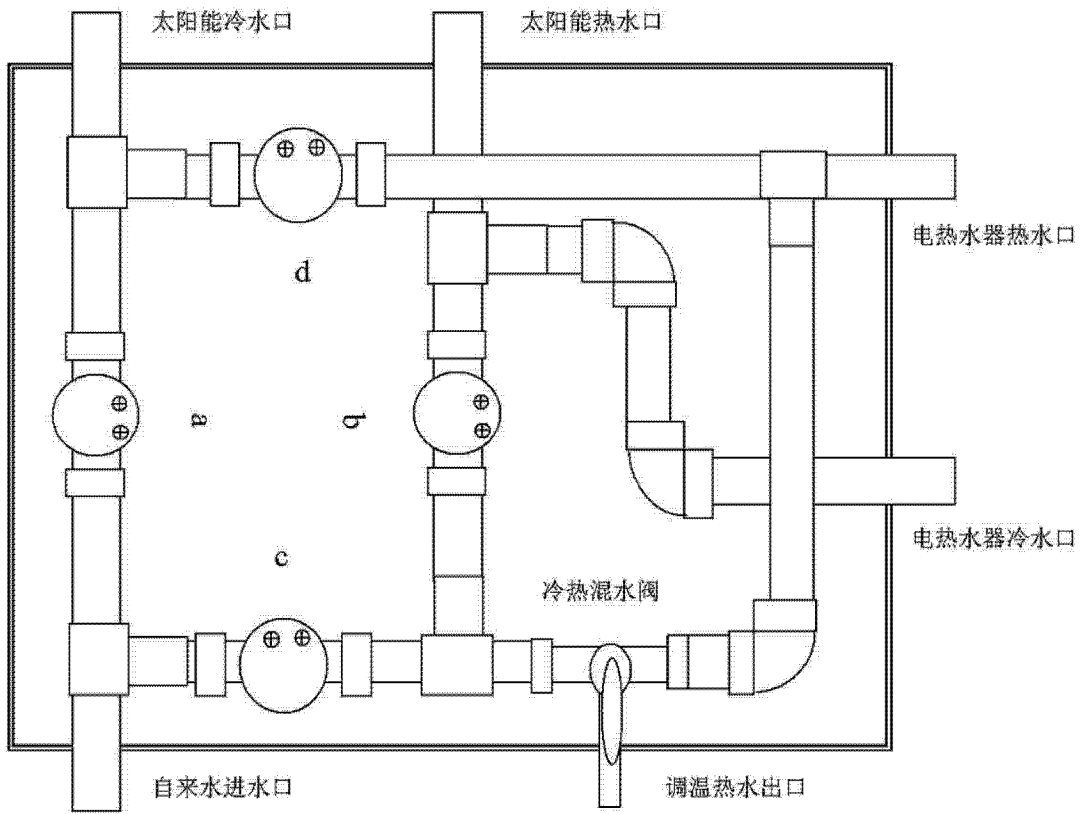 太阳能冷水口
太阳能热水口
电热水器热水口
d
a
b
电热水器冷水口
c
冷热混水阀
自来水进水口
调温热水出口